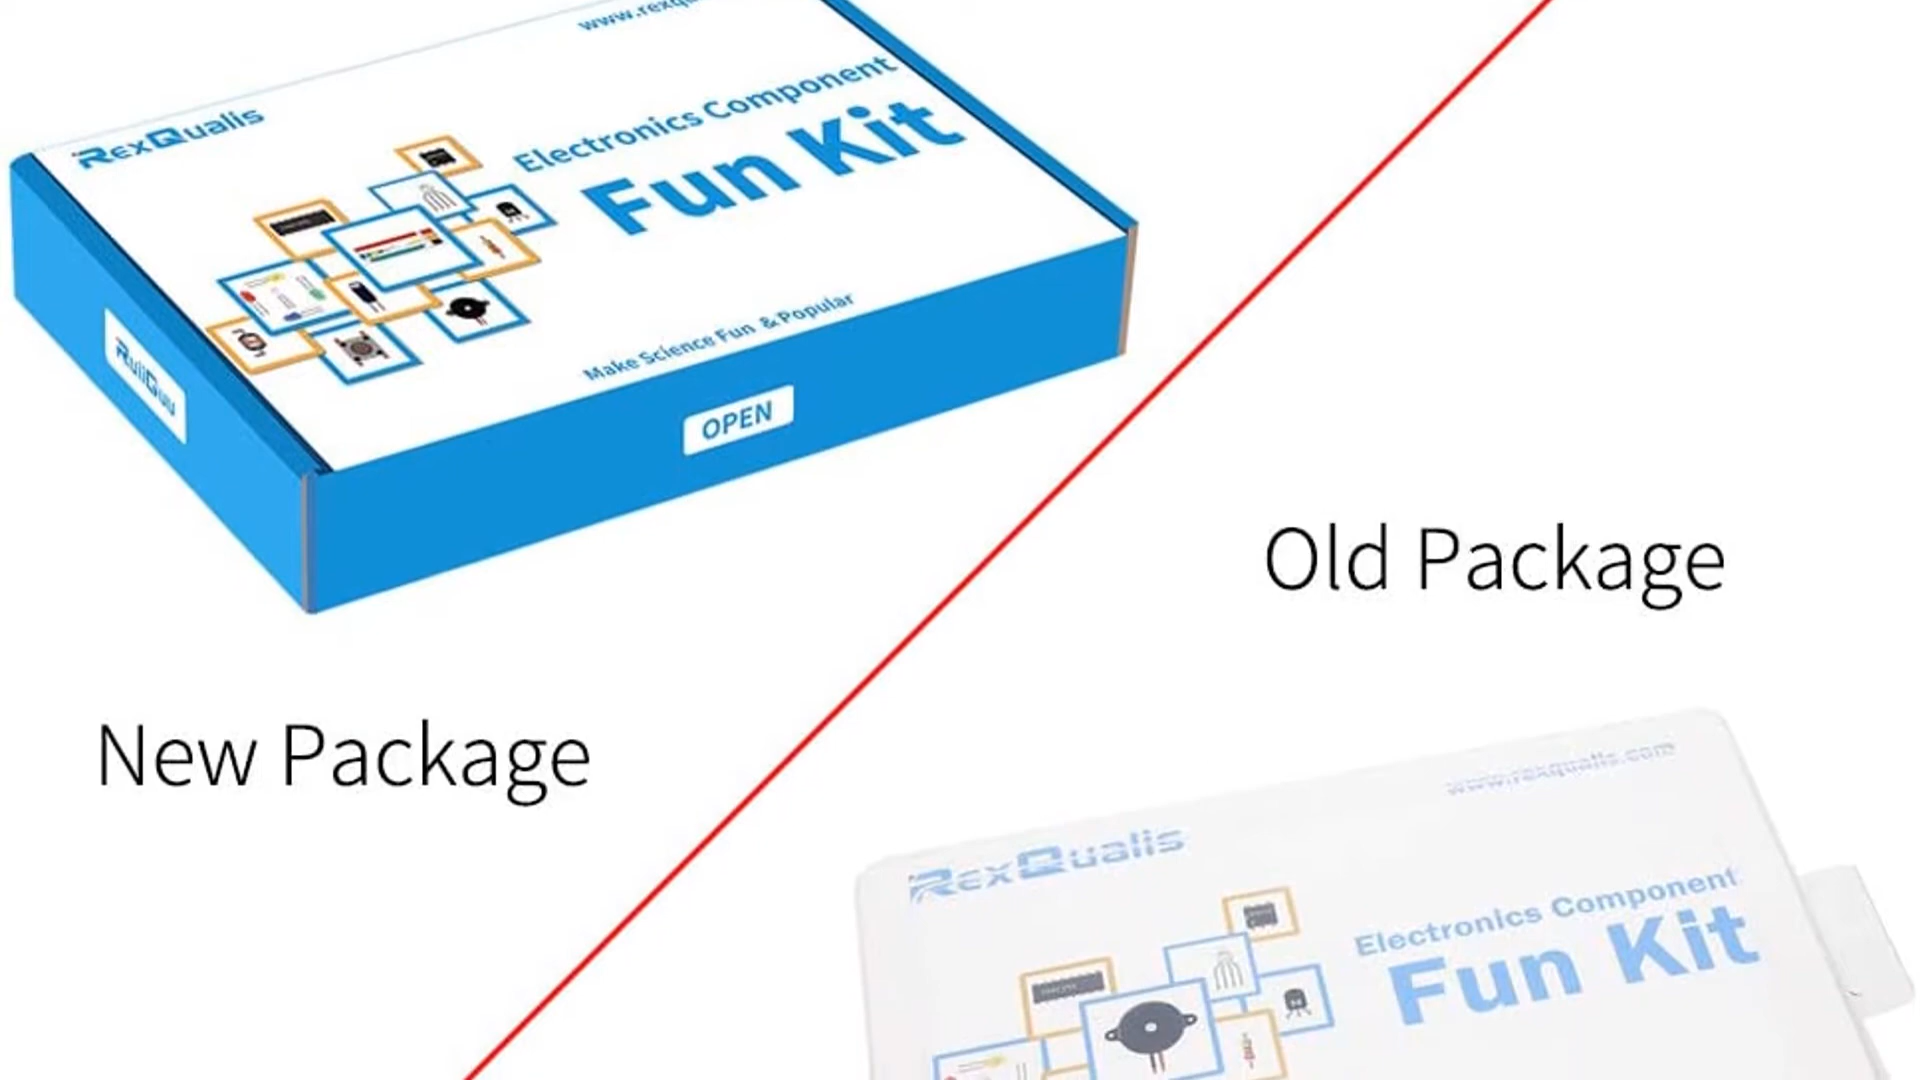 RexQualis
Electronics Component
Fun Kit
Make Science Fun & Popular
OPEN
New Package
Old Package
www.rexqualis.com
RexQualis
Electronics Component
Fun Kit